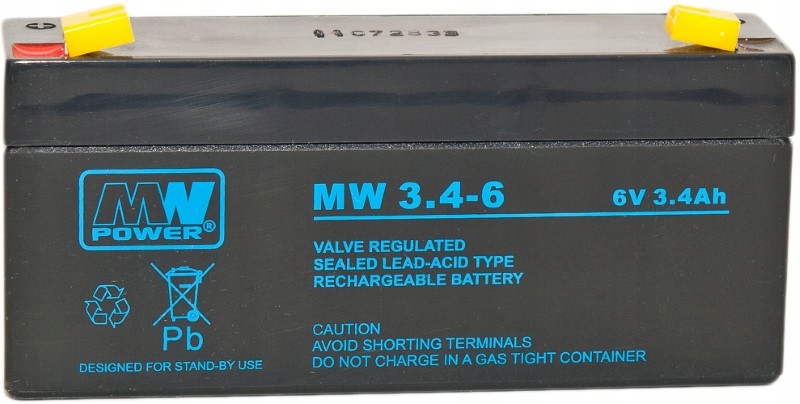 MW
POWER®
MW 3.4-6
6V 3.4Ah
VALVE REGULATED
SEALED LEAD-ACID TYPE
RECHARGEABLE BATTERY
Pb
DESIGNED FOR STAND-BY USE
CAUTION
AVOID SHORTING TERMINALS
DO NOT CHARGE IN A GAS TIGHT CONTAINER